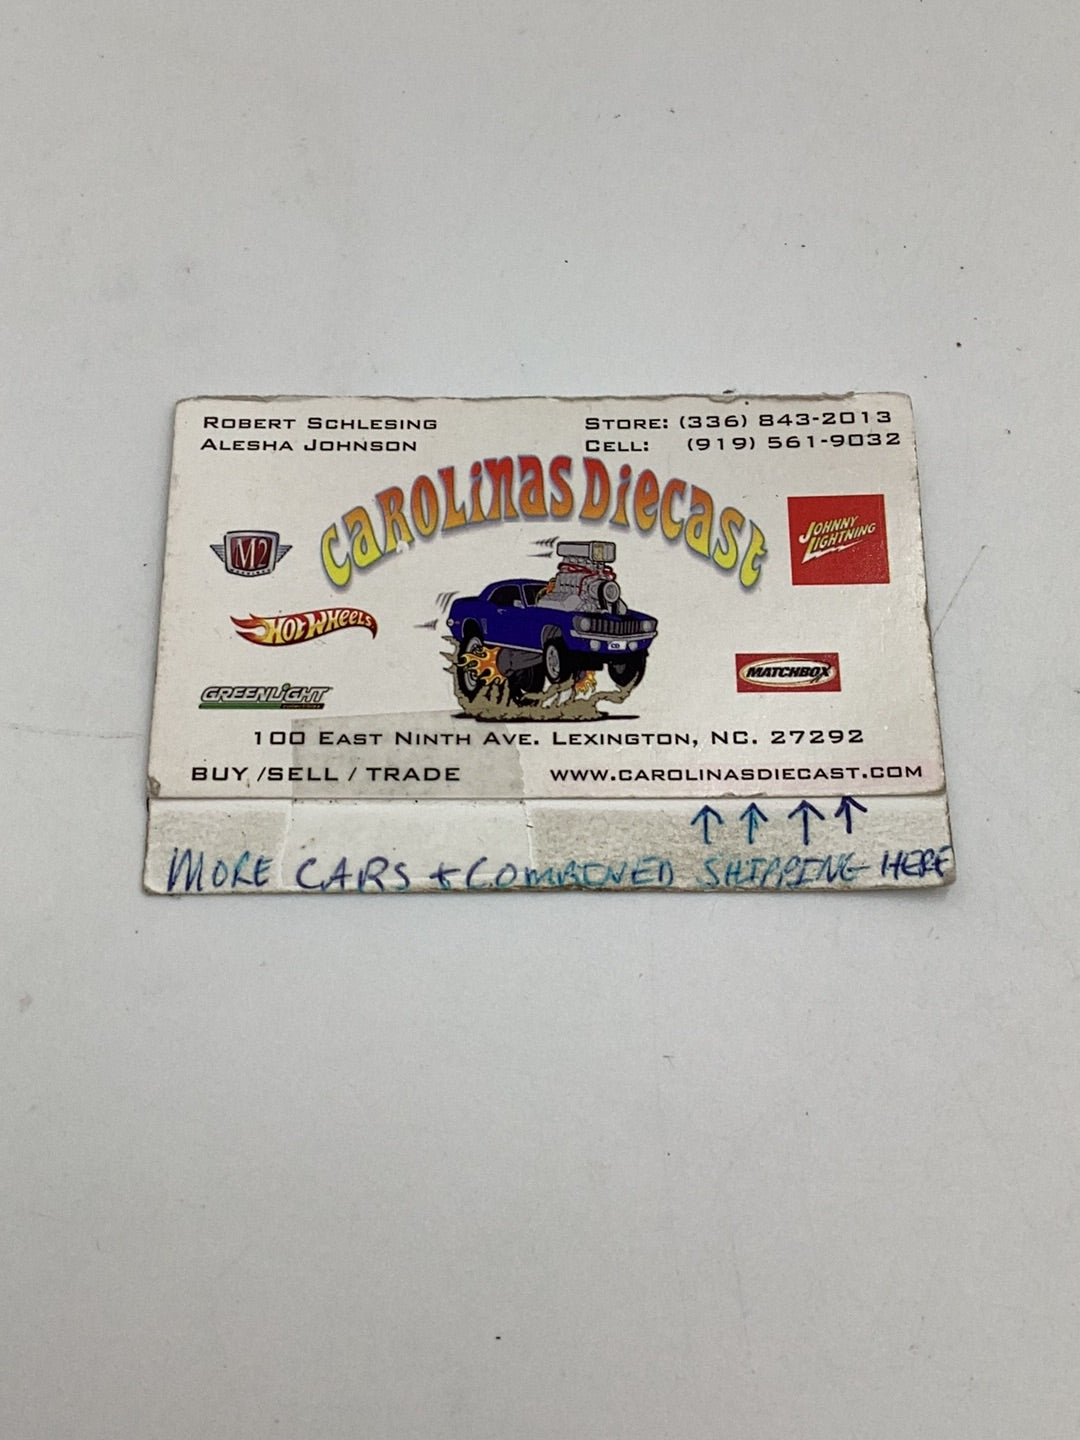 ROBERT SCHLESING
ALESHA JOHNSON
STORE: (336) 843-2013
CELL: (919) 561-9032
CAROLINAS DIECAST
M2
JOHNNY LIGHTNING
HOT WHEELS
GREENLIGHT
MATCHBOX
100 EAST NINTH AVE. LEXINGTON, NC. 27292
BUY /SELL / TRADE
WWW.CAROLINASDIECAST.COM
↑ ↑ ↑ ↑
MORE CARS + COMBINED SHIPPING HERE